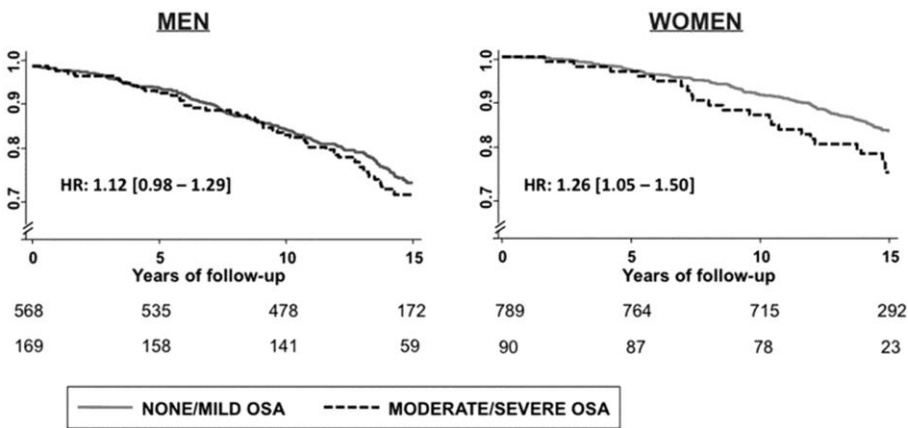 MEN
1.0
0.9
0.8
0.7
HR: 1.12 [0.98 – 1.29]
0 5 10 15
Years of follow-up
568 535 478 172
169 158 141 59
WOMEN
1.0
0.9
0.8
0.7
HR: 1.26 [1.05 – 1.50]
0 5 10 15
Years of follow-up
789 764 715 292
90 87 78 23
NONE/MILD OSA
MODERATE/SEVERE OSA